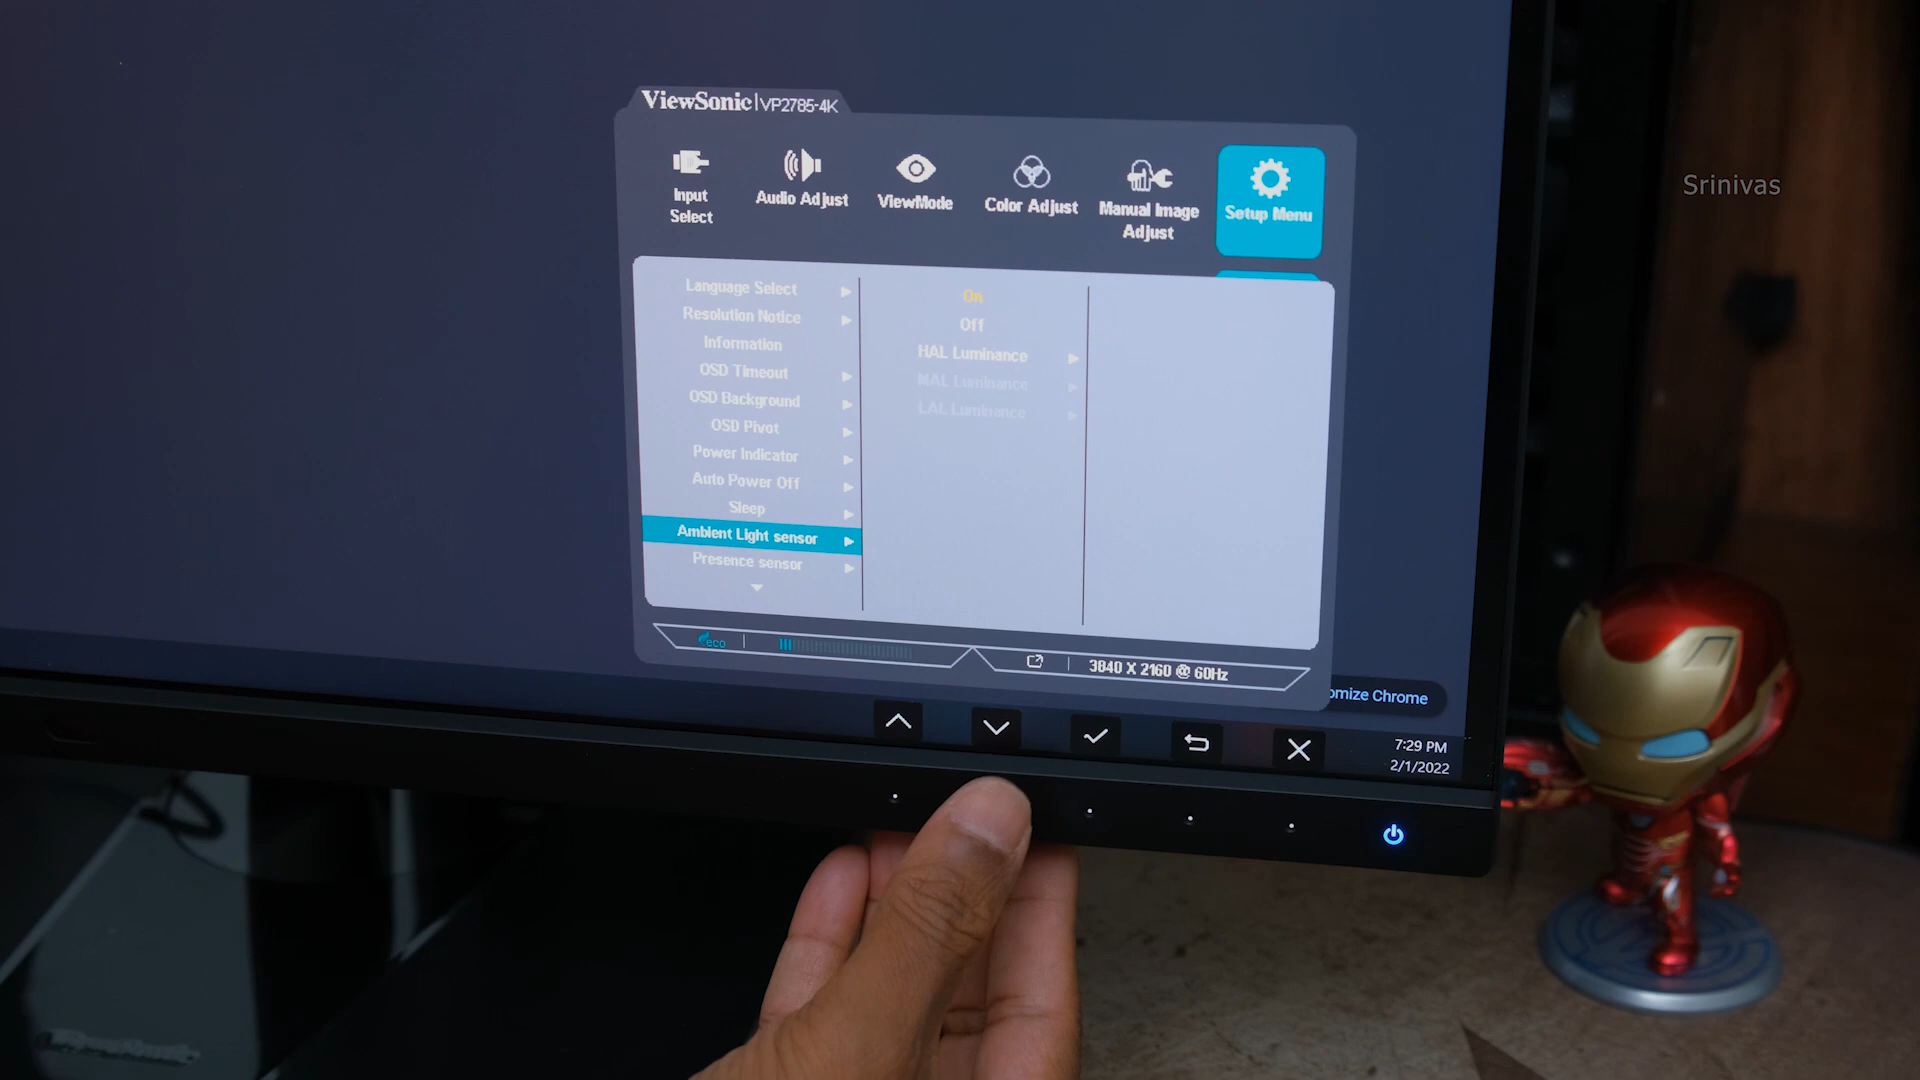 ViewSonic|VP2785-4K
Input
Select
Audio Adjust
ViewMode
Color Adjust
Manual Image
Adjust
Setup Menu
Srinivas
Language Select
Resolution Notice
Information
OSD Timeout
OSD Background
OSD Pivot
Power Indicator
Auto Power Off
Sleep
Ambient Light sensor
Presence sensor
On
Off
HAL Luminance
MAL Luminance
LAL Luminance
eco
3840 X 2160 @ 60Hz
omize Chrome
7:29 PM
2/1/2022